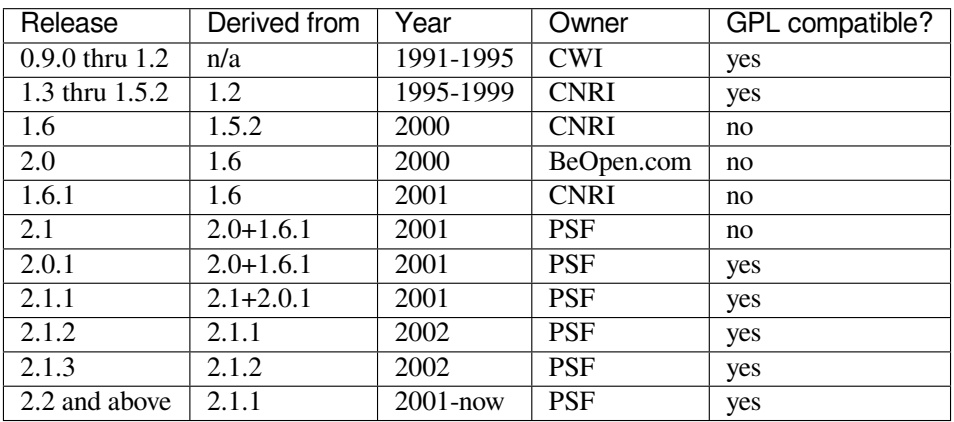 Release Derived from Year Owner GPL compatible?
0.9.0 thru 1.2 n/a 1991-1995 CWI yes
1.3 thru 1.5.2 1.2 1995-1999 CNRI yes
1.6 1.5.2 2000 CNRI no
2.0 1.6 2000 BeOpen.com no
1.6.1 1.6 2001 CNRI no
2.1 2.0+1.6.1 2001 PSF no
2.0.1 2.0+1.6.1 2001 PSF yes
2.1.1 2.1+2.0.1 2001 PSF yes
2.1.2 2.1.1 2002 PSF yes
2.1.3 2.1.2 2002 PSF yes
2.2 and above 2.1.1 2001-now PSF yes